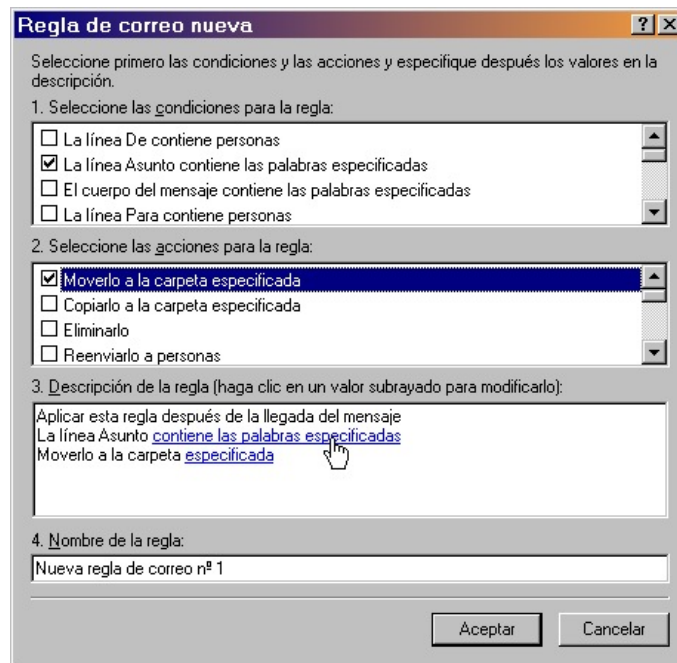 Regla de correo nueva
Seleccione primero las condiciones y las acciones y especifique después los valores en la
descripción.
1. Seleccione las condiciones para la regla:
La línea De contiene personas
La línea Asunto contiene las palabras especificadas
El cuerpo del mensaje contiene las palabras especificadas
La línea Para contiene personas
2. Seleccione las acciones para la regla:
Moverlo a la carpeta especificada
Copiarlo a la carpeta especificada
Eliminarlo
Reenviarlo a personas
3. Descripción de la regla (haga clic en un valor subrayado para modificarlo):
Aplicar esta regla después de la llegada del mensaje
La línea Asunto contiene las palabras especificadas
Moverlo a la carpeta especificada
4. Nombre de la regla:
Nueva regla de correo nº 1
Aceptar Cancelar